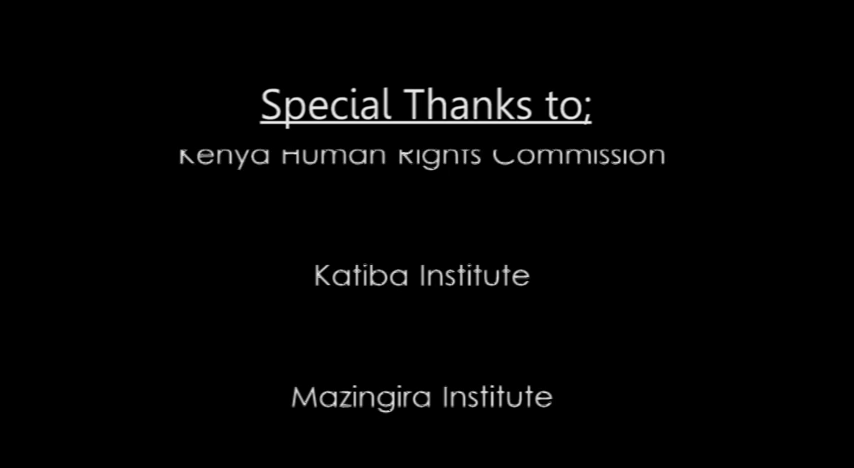 Special Thanks to;
Kenya Human Rights Commission
Katiba Institute
Mazingira Institute